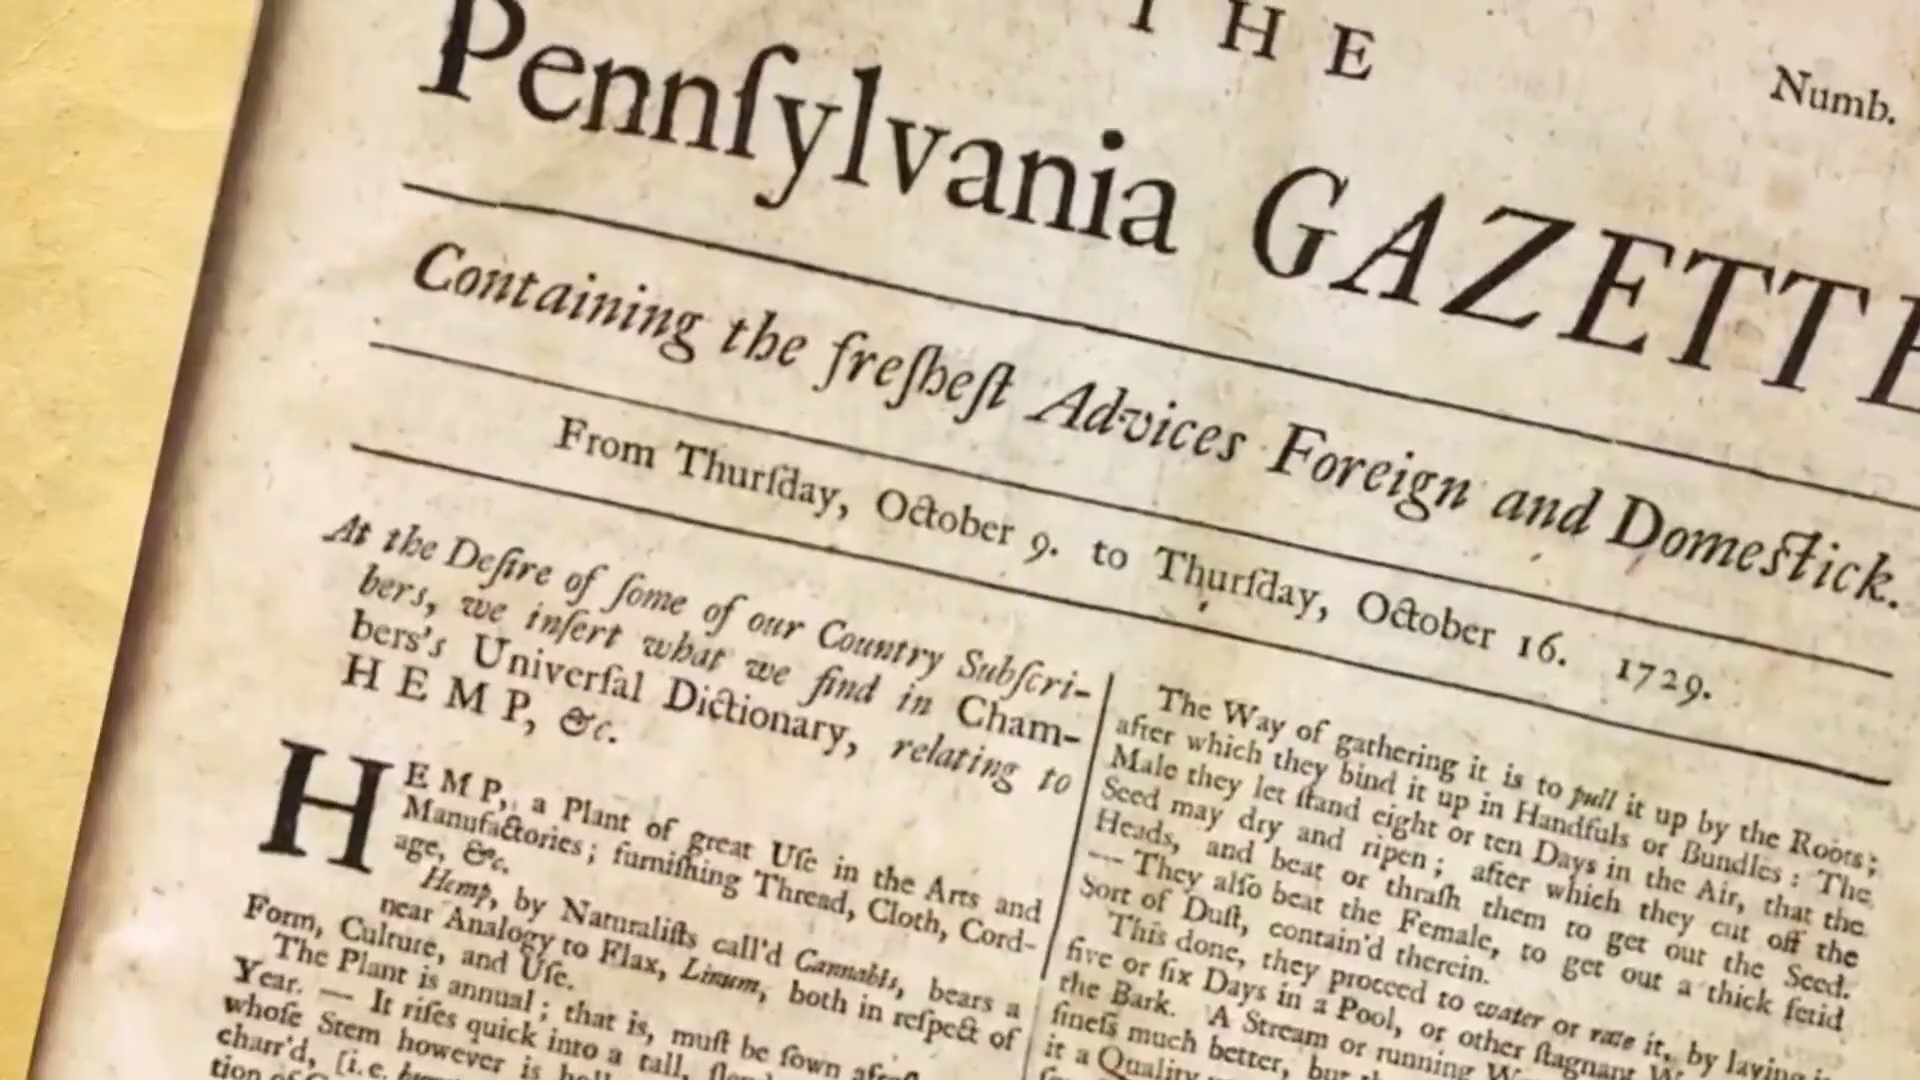 THE
Numb.
Pennſylvania GAZETTE
Containing the freſheſt Advices Foreign and Domeſtick.
From Thurſday, October 9. to Thurſday, October 16. 1729.
At the Deſire of ſome of our Country Subſcri-
bers, we inſert what we find in Cham-
bers's Univerſal Dictionary, relating to
HEMP, &c.
HEMP, a Plant of great Uſe in the Arts and
Manufactories; furniſhing Thread, Cloth, Cord-
age, &c.
Hemp, by Naturaliſts call'd Cannabis, bears a
near Analogy to Flax, Linum, both in reſpect of
Form, Culture, and Uſe.
The Plant is annual; that is, muſt be ſown afreſh
Year. — It riſes quick into a tall,
whoſe Stem however is
charr'd, [i.e.
tion of
The Way of gathering it is to pull it up by the Roots;
after which they bind it up in Handfuls or Bundles: The
Male they let ſtand eight or ten Days in the Air, that the
Seed may dry and ripen; after which they cut off the
Heads, and beat or thraſh them to get out the Seed.
— They alſo beat the Female, to get out a thick fetid
Sort of Duſt, contain'd therein.
This done, they proceed to water or rate it, by laying i
five or ſix Days in a Pool, or other ſtagnant W
the Bark. A Stream or running W
fineſs much better, but th
it a Quality